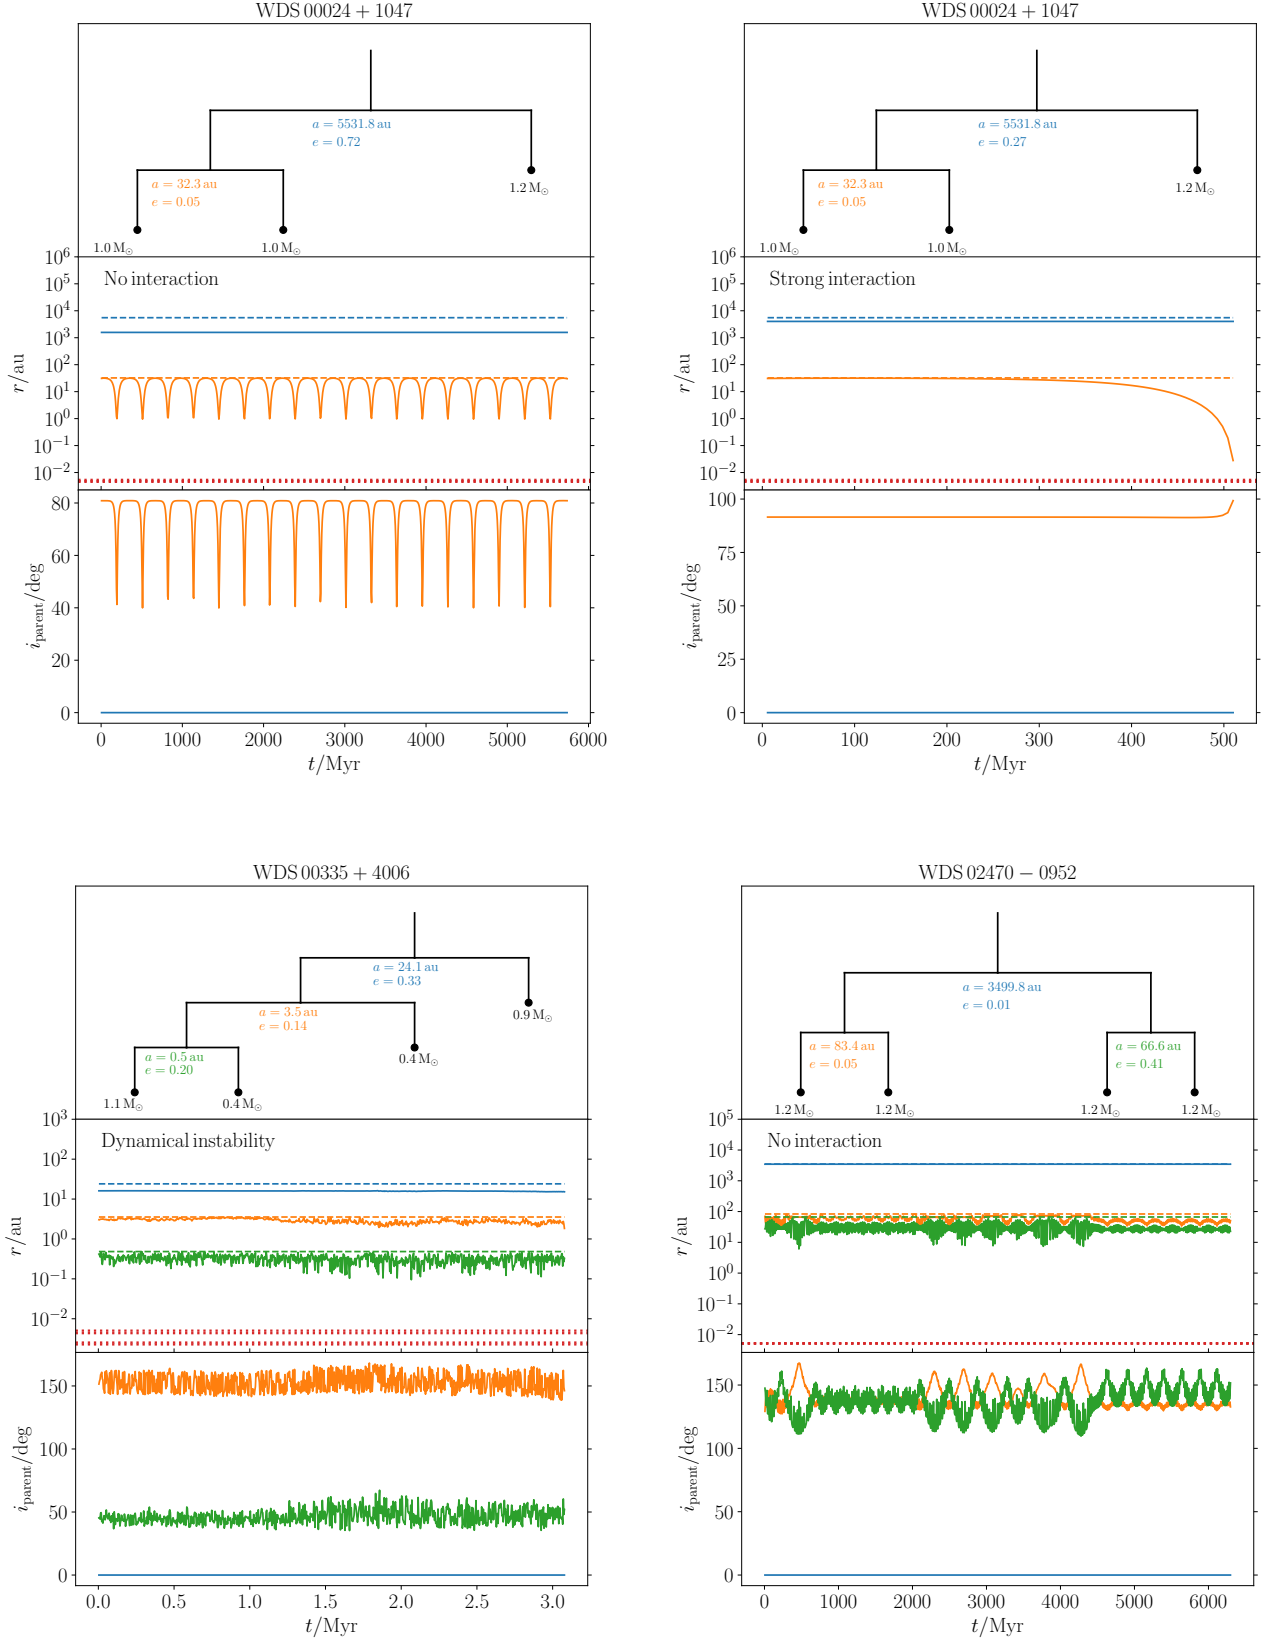 WDS 00024 + 1047
a = 5531.8 au
e = 0.72
a = 32.3 au
e = 0.05
1.2 M⊙
1.0 M⊙ 1.0 M⊙
No interaction
10⁶
10⁵
10⁴
10³
10²
10¹
10⁰
10⁻¹
10⁻²
r/au
80
60
40
20
0
i_parent/deg
0 1000 2000 3000 4000 5000 6000
t/Myr
WDS 00024 + 1047
a = 5531.8 au
e = 0.27
a = 32.3 au
e = 0.05
1.2 M⊙
1.0 M⊙ 1.0 M⊙
Strong interaction
10⁶
10⁵
10⁴
10³
10²
10¹
10⁰
10⁻¹
10⁻²
r/au
100
75
50
25
0
i_parent/deg
0 100 200 300 400 500
t/Myr
WDS 00335 + 4006
a = 24.1 au
e = 0.33
a = 3.5 au
e = 0.14
0.9 M⊙
a = 0.5 au
e = 0.20
0.4 M⊙
1.1 M⊙ 0.4 M⊙
Dynamical instability
10³
10²
10¹
10⁰
10⁻¹
10⁻²
r/au
150
100
50
0
i_parent/deg
0.0 0.5 1.0 1.5 2.0 2.5 3.0
t/Myr
WDS 02470 − 0952
a = 3499.8 au
e = 0.01
a = 83.4 au
e = 0.05
a = 66.6 au
e = 0.41
1.2 M⊙ 1.2 M⊙ 1.2 M⊙ 1.2 M⊙
No interaction
10⁵
10⁴
10³
10²
10¹
10⁰
10⁻¹
10⁻²
r/au
150
100
50
0
i_parent/deg
0 1000 2000 3000 4000 5000 6000
t/Myr